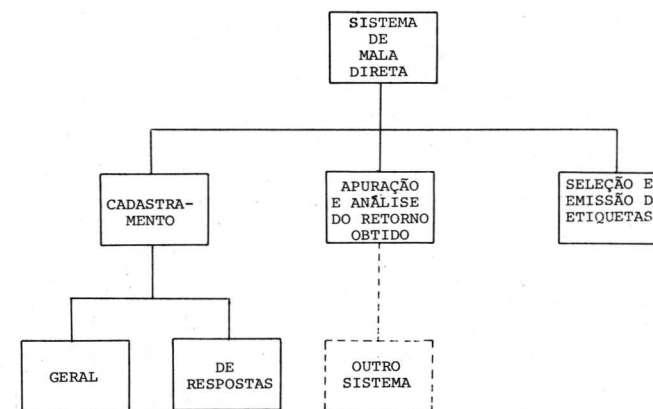 SISTEMA
DE
MALA
DIRETA
CADASTRA-
MENTO
APURAÇÃO
E ANÁLISE
DO RETORNO
OBTIDO
SELEÇÃO E
EMISSÃO D
ETIQUETAS
GERAL
DE
RESPOSTAS
OUTRO
SISTEMA